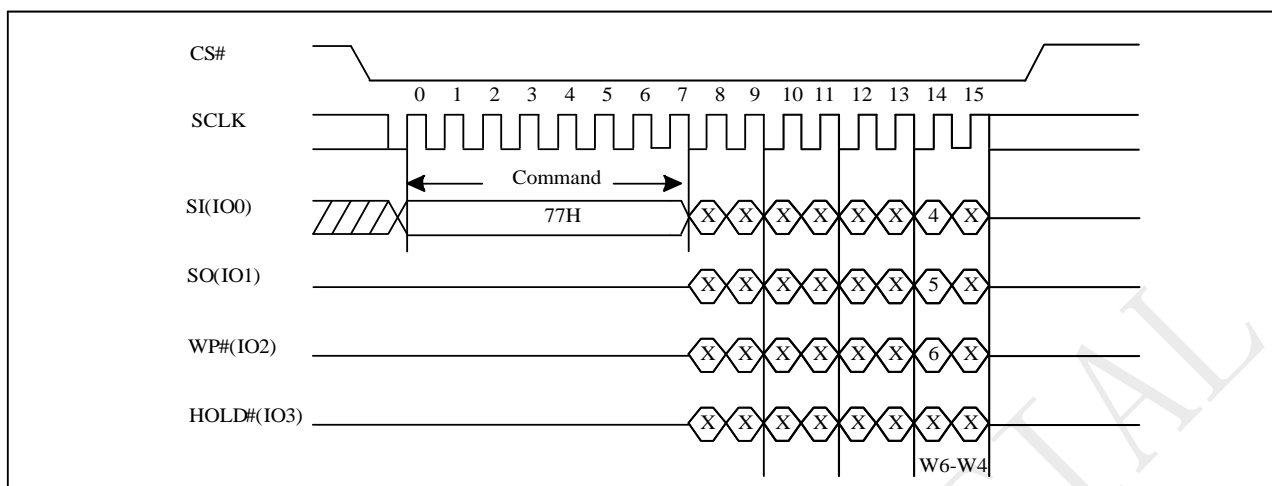 CS#
0 1 2 3 4 5 6 7 8 9 10 11 12 13 14 15
SCLK
Command
SI(IO0) 77H X X X X X X 4 X
SO(IO1) X X X X X X 5 X
WP#(IO2) X X X X X X 6 X
HOLD#(IO3) X X X X X X X X
W6-W4